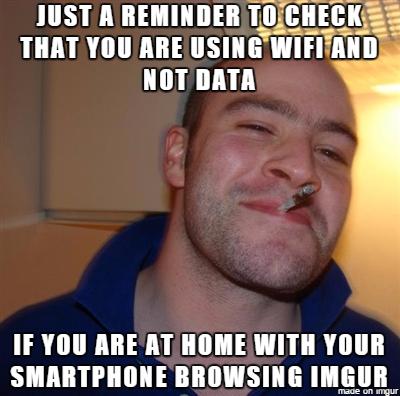 JUST A REMINDER TO CHECK
THAT YOU ARE USING WIFI AND
NOT DATA
IF YOU ARE AT HOME WITH YOUR
SMARTPHONE BROWSING IMGUR
made on imgur